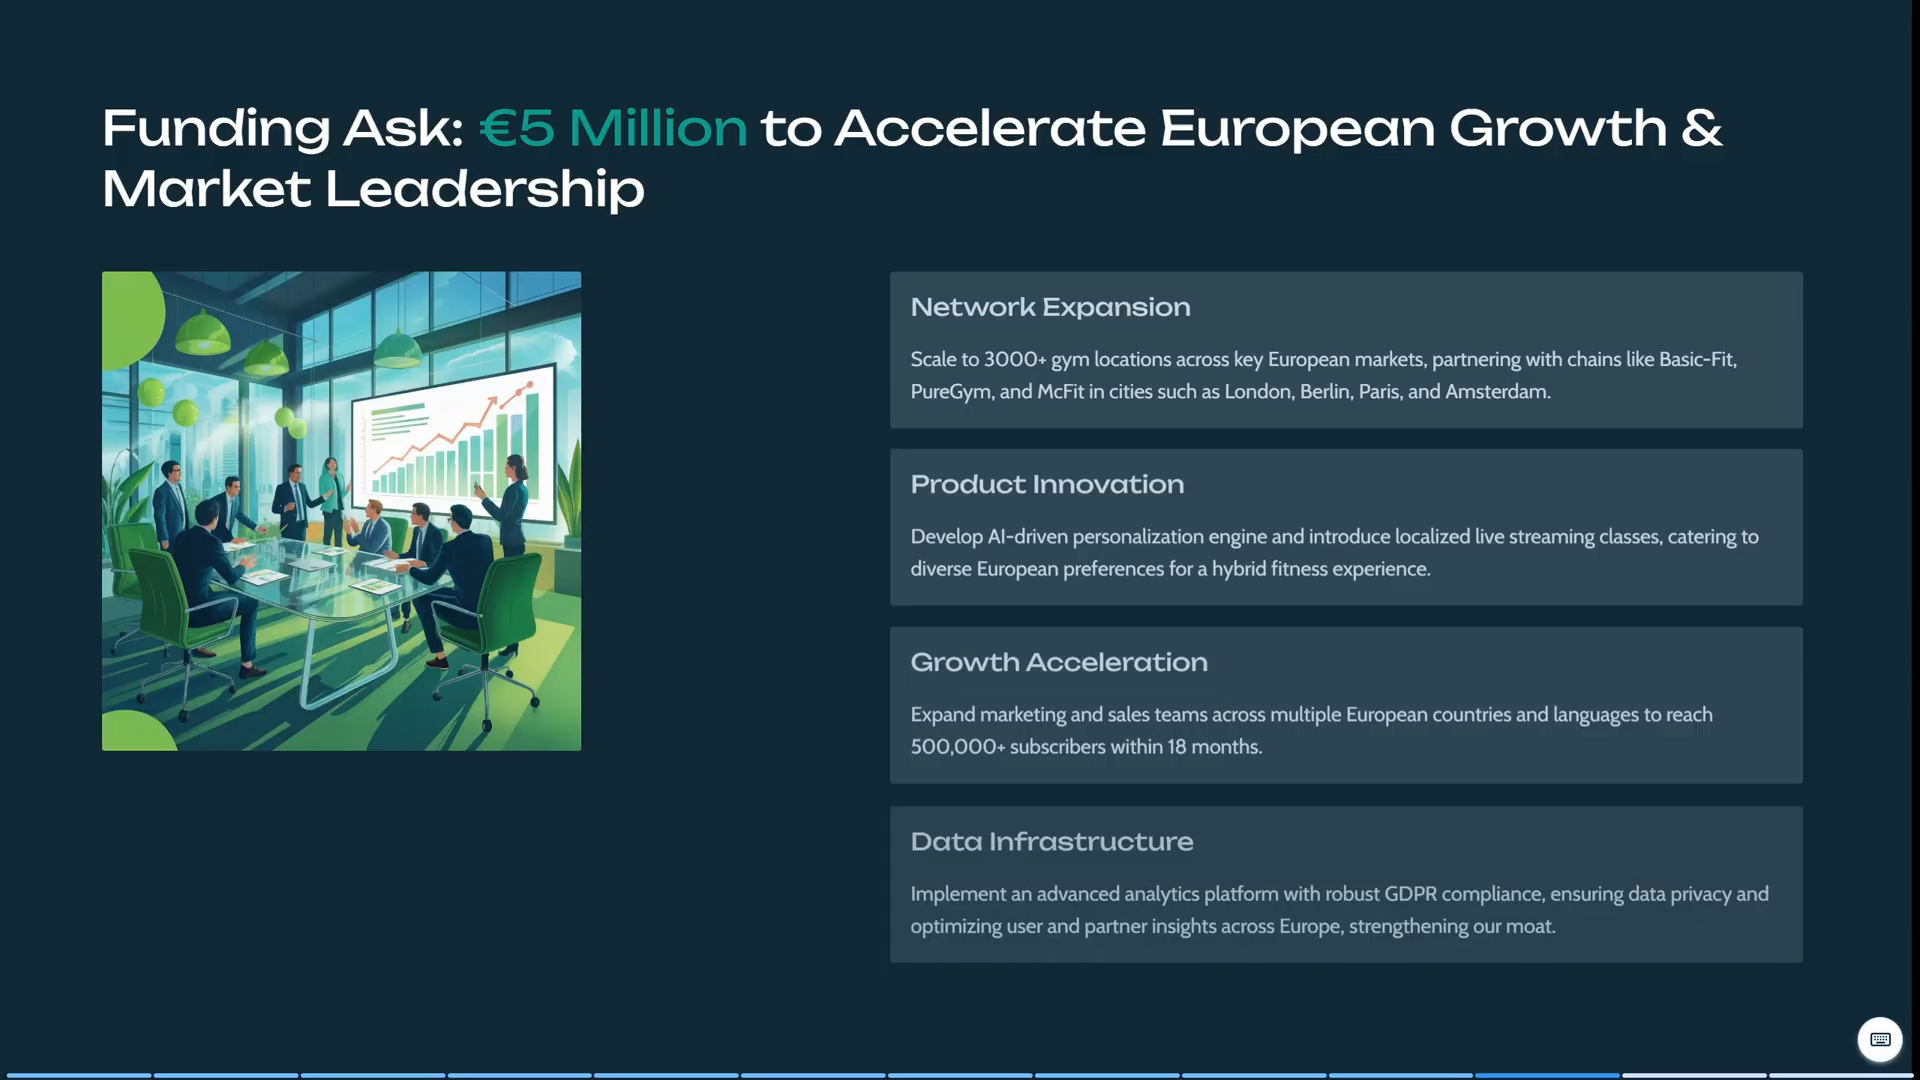 Funding Ask: €5 Million to Accelerate European Growth &
Market Leadership
Network Expansion
Scale to 3000+ gym locations across key European markets, partnering with chains like Basic-Fit,
PureGym, and McFit in cities such as London, Berlin, Paris, and Amsterdam.
Product Innovation
Develop AI-driven personalization engine and introduce localized live streaming classes, catering to
diverse European preferences for a hybrid fitness experience.
Growth Acceleration
Expand marketing and sales teams across multiple European countries and languages to reach
500,000+ subscribers within 18 months.
Data Infrastructure
Implement an advanced analytics platform with robust GDPR compliance, ensuring data privacy and
optimizing user and partner insights across Europe, strengthening our moat.